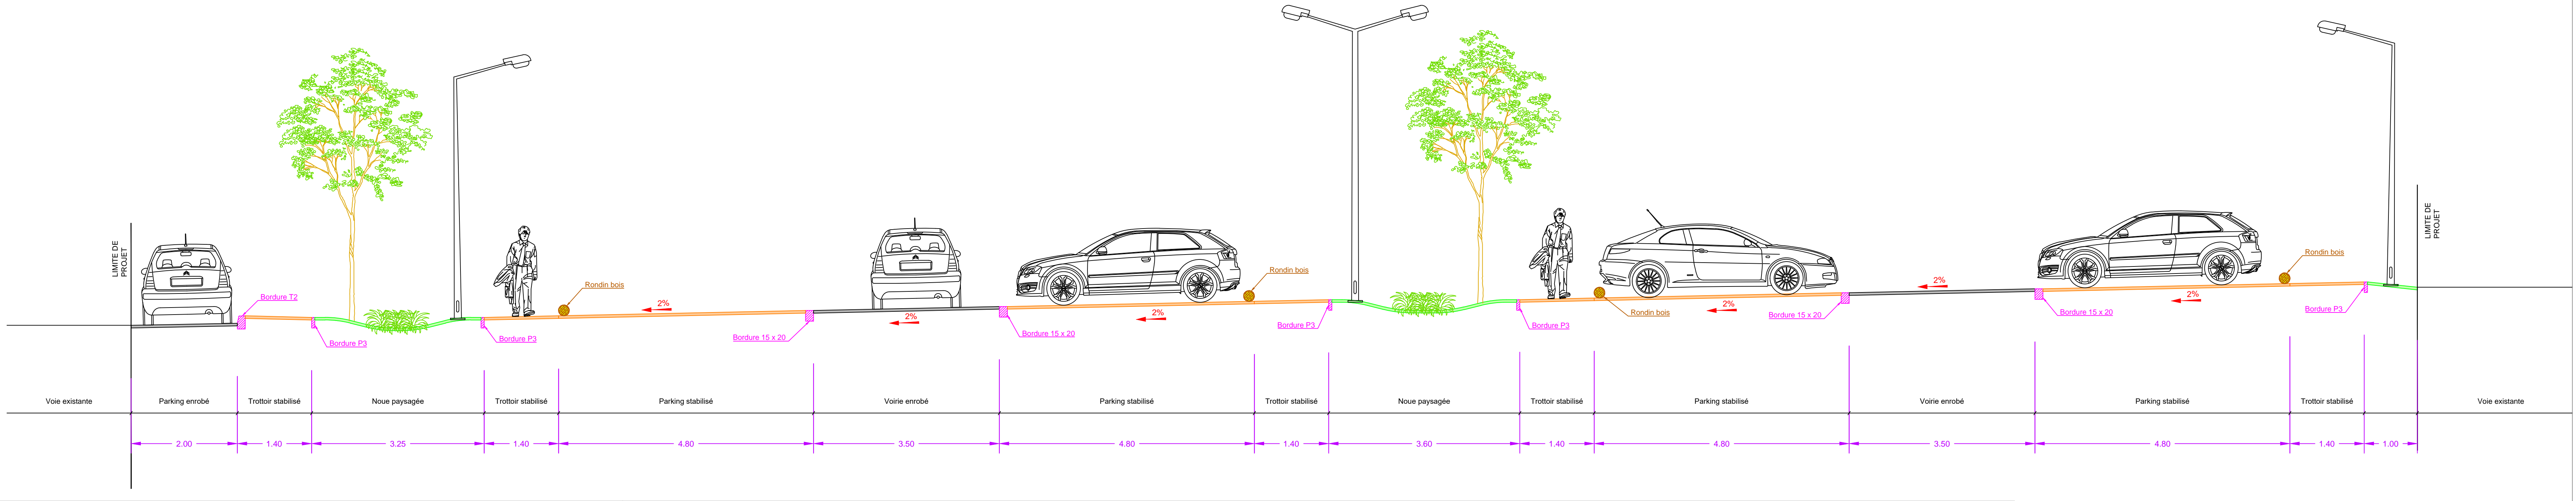 LIMITE DE
PROJET
Bordure T2
Bordure P3
Bordure P3
Rondin bois
2%
Bordure 15 x 20
2%
Bordure 15 x 20
2%
Rondin bois
Bordure P3
Bordure P3
Rondin bois
2%
Bordure 15 x 20
2%
Bordure 15 x 20
2%
Rondin bois
Bordure P3
LIMITE DE
PROJET
Voie existante
Parking enrobé
Trottoir stabilisé
Noue paysagée
Trottoir stabilisé
Parking stabilisé
Voirie enrobé
Parking stabilisé
Trottoir stabilisé
Noue paysagée
Trottoir stabilisé
Parking stabilisé
Voirie enrobé
Parking stabilisé
Trottoir stabilisé
Voie existante
2.00
1.40
3.25
1.40
4.80
3.50
4.80
1.40
3.60
1.40
4.80
3.50
4.80
1.40
1.00